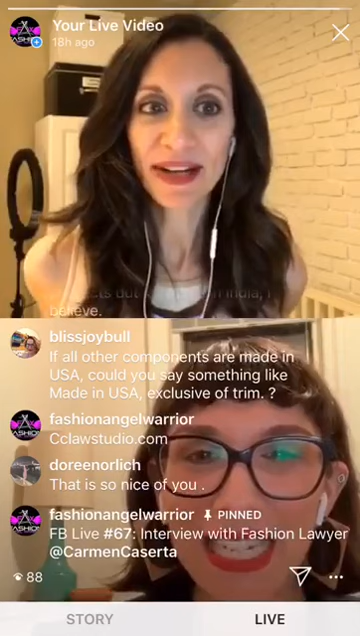 Your Live Video
18h ago
believe.
blissjoybull
If all other components are made in
USA, could you say something like
Made in USA, exclusive of trim. ?
fashionangelwarrior
Cclawstudio.com
doreenorlich
That is so nice of you .
fashionangelwarrior PINNED
FB Live #67: Interview with Fashion Lawyer
@CarmenCaserta
88
STORY
LIVE